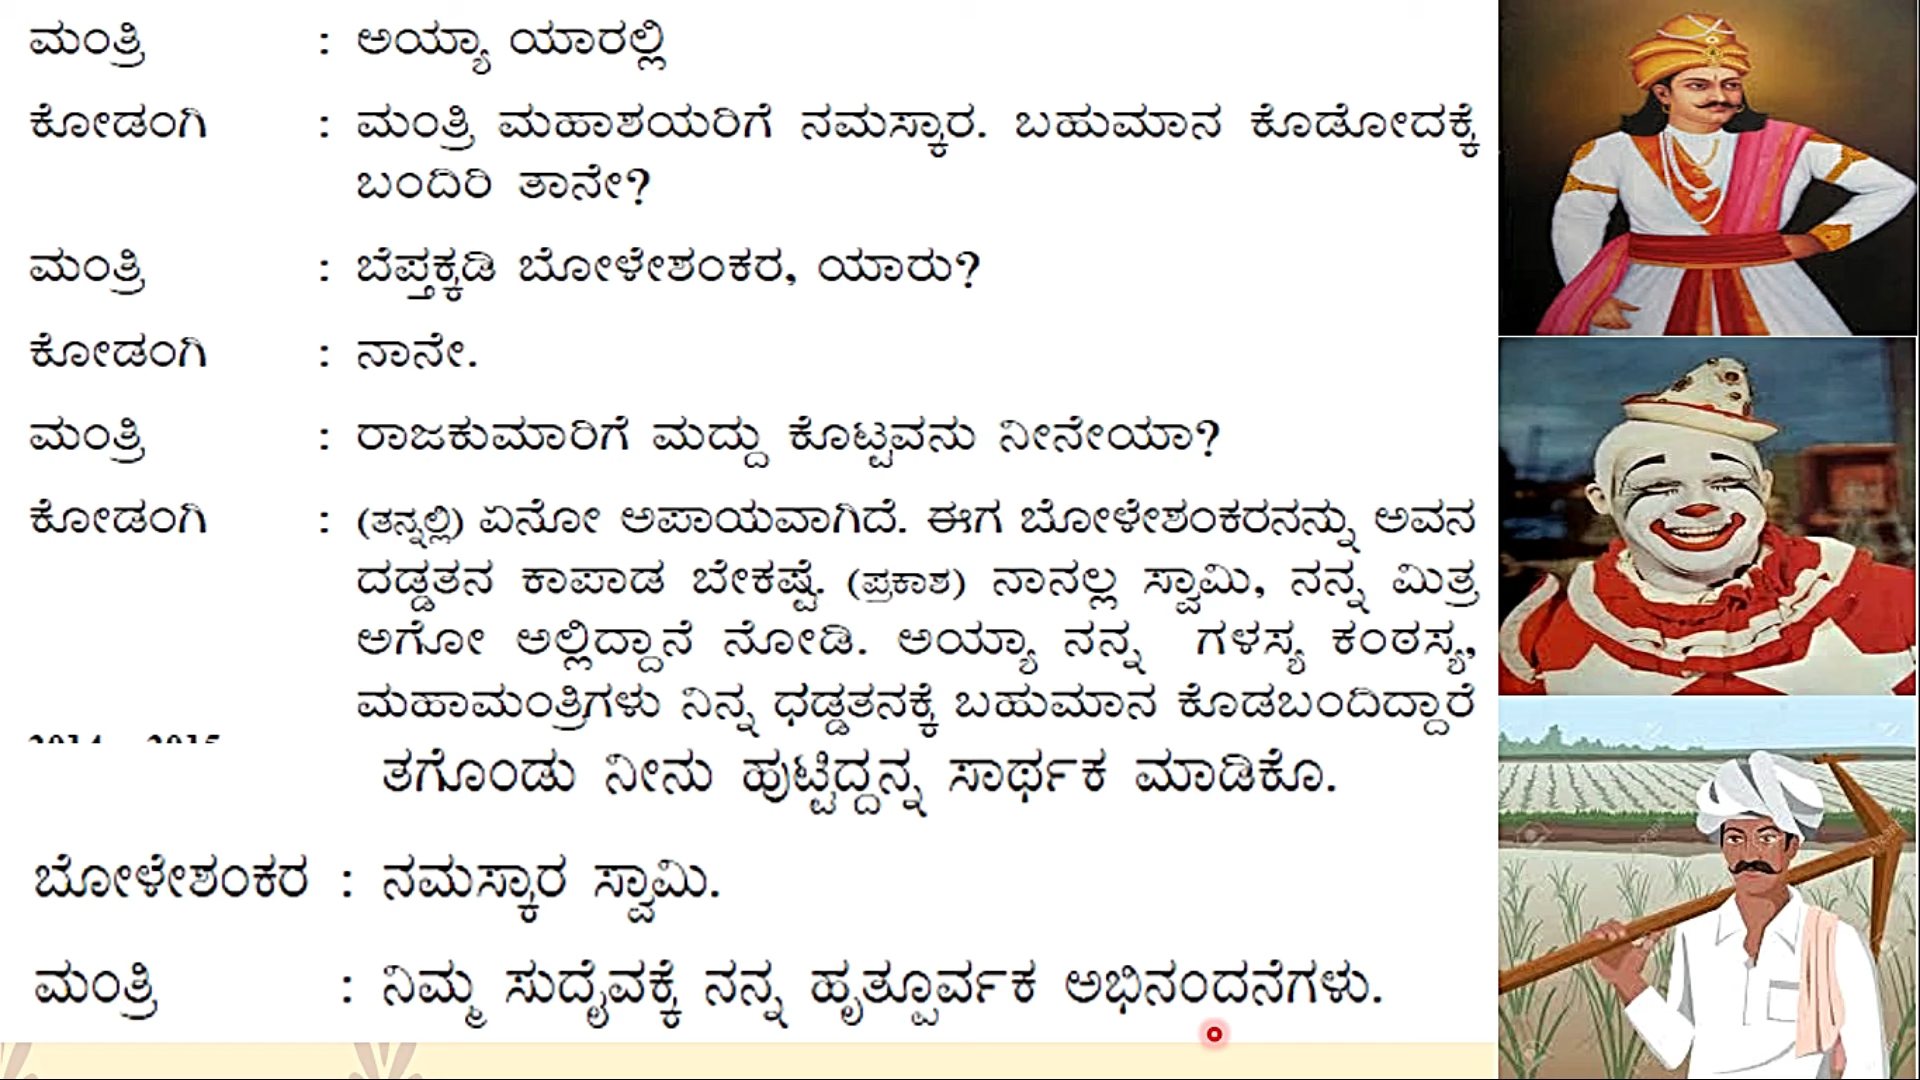 ಮಂತ್ರಿ : ಅಯ್ಯಾ ಯಾರಲ್ಲಿ
ಕೋಡಂಗಿ : ಮಂತ್ರಿ ಮಹಾಶಯರಿಗೆ ನಮಸ್ಕಾರ. ಬಹುಮಾನ ಕೊಡೋದಕ್ಕೆ
ಬಂದಿರಿ ತಾನೇ?
ಮಂತ್ರಿ : ಬೆಪ್ತಕ್ಕಡಿ ಬೋಳೇಶಂಕರ, ಯಾರು?
ಕೋಡಂಗಿ : ನಾನೇ.
ಮಂತ್ರಿ : ರಾಜಕುಮಾರಿಗೆ ಮದ್ದು ಕೊಟ್ಟವನು ನೀನೇಯಾ?
ಕೋಡಂಗಿ : (ತನ್ನಲ್ಲಿ) ಏನೋ ಅಪಾಯವಾಗಿದೆ. ಈಗ ಬೋಳೇಶಂಕರನನ್ನು ಅವನ
ದಡ್ಡತನ ಕಾಪಾಡ ಬೇಕಷ್ಟೆ. (ಪ್ರಕಾಶ) ನಾನಲ್ಲ ಸ್ವಾಮಿ, ನನ್ನ ಮಿತ್ರ
ಅಗೋ ಅಲ್ಲಿದ್ದಾನೆ ನೋಡಿ. ಅಯ್ಯಾ ನನ್ನ ಗಳಸ್ಯ ಕಂಠಸ್ಯ,
ಮಹಾಮಂತ್ರಿಗಳು ನಿನ್ನ ಧಡ್ಡತನಕ್ಕೆ ಬಹುಮಾನ ಕೊಡಬಂದಿದ್ದಾರೆ
ತಗೊಂಡು ನೀನು ಹುಟ್ಟಿದ್ದನ್ನ ಸಾರ್ಥಕ ಮಾಡಿಕೊ.
ಬೋಳೇಶಂಕರ : ನಮಸ್ಕಾರ ಸ್ವಾಮಿ.
ಮಂತ್ರಿ : ನಿಮ್ಮ ಸುದೈವಕ್ಕೆ ನನ್ನ ಹೃತ್ಪೂರ್ವಕ ಅಭಿನಂದನೆಗಳು.